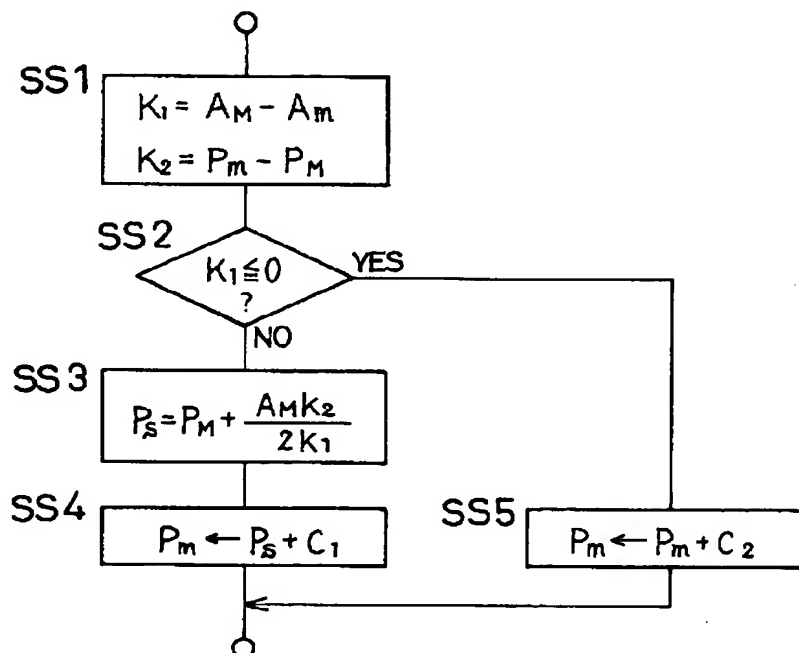 SS1
K₁ = A_M − A_m
K₂ = P_m − P_M
SS2
K₁ ≦ 0
?
YES
NO
SS3
P_S = P_M + A_M K₂ / 2K₁
SS4
P_m ← P_S + C₁
SS5
P_m ← P_m + C₂